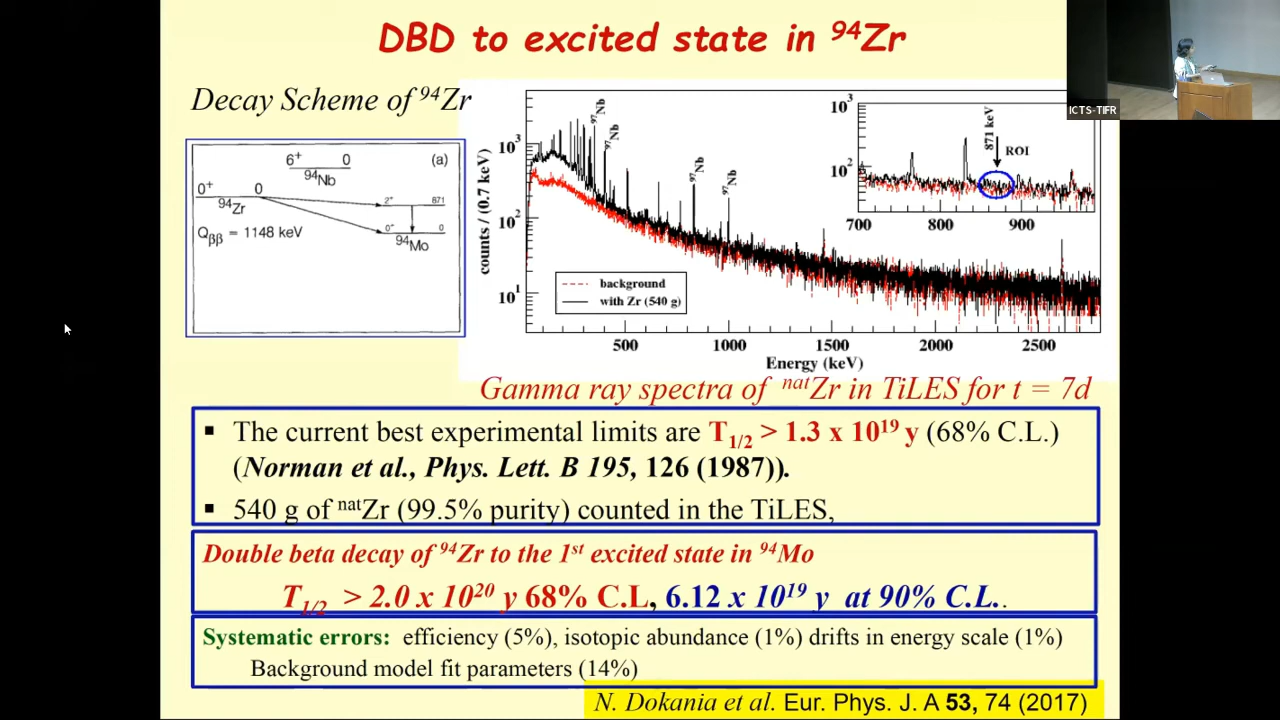 DBD to excited state in ⁹⁴Zr
ICTS-TIFR
Decay Scheme of ⁹⁴Zr
(a)
6⁺ 0
⁹⁴Nb
0⁺ 0
⁹⁴Zr
2⁺ 871
0⁺ 0
⁹⁴Mo
Qββ = 1148 keV
counts / (0.7 keV)
10³
10²
10¹
⁹⁷Nb
⁹⁷Nb
⁹⁷Nb
⁹⁷Nb
background
with Zr (540 g)
500 1000 1500 2000 2500
Energy (keV)
10³
10²
871 keV
ROI
700 800 900
Gamma ray spectra of ⁿᵃᵗZr in TiLES for t = 7d
▪ The current best experimental limits are T₁/₂ > 1.3 x 10¹⁹ y (68% C.L.)
(Norman et al., Phys. Lett. B 195, 126 (1987)).
▪ 540 g of ⁿᵃᵗZr (99.5% purity) counted in the TiLES,
Double beta decay of ⁹⁴Zr to the 1ˢᵗ excited state in ⁹⁴Mo
T₁/₂ > 2.0 x 10²⁰ y 68% C.L, 6.12 x 10¹⁹ y at 90% C.L..
Systematic errors: efficiency (5%), isotopic abundance (1%) drifts in energy scale (1%)
Background model fit parameters (14%)
N. Dokania et al. Eur. Phys. J. A 53, 74 (2017)